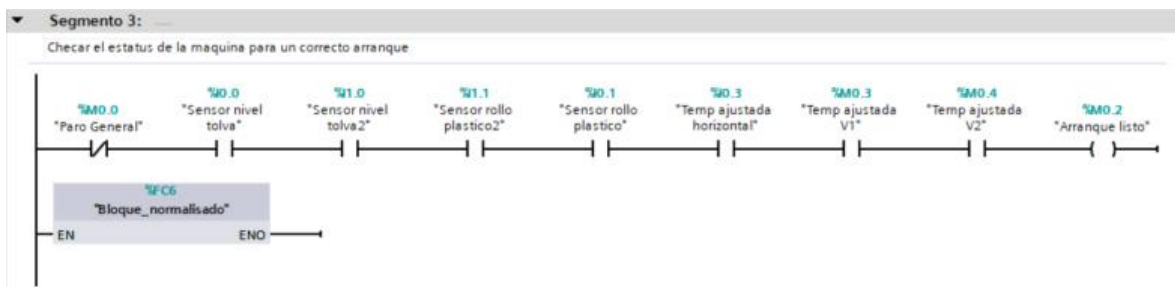 Segmento 3: ....
Checar el estatus de la maquina para un correcto arranque
%M0.0 %I0.0 %I1.0 %I1.1 %I0.1 %I0.3 %M0.3 %M0.4 %M0.2
"Paro General" "Sensor nivel tolva" "Sensor nivel tolva2" "Sensor rollo plastico2" "Sensor rollo plastico" "Temp ajustada horizontal" "Temp ajustada V1" "Temp ajustada V2" "Arranque listo"
%FC6
"Bloque_normalisado"
EN ENO